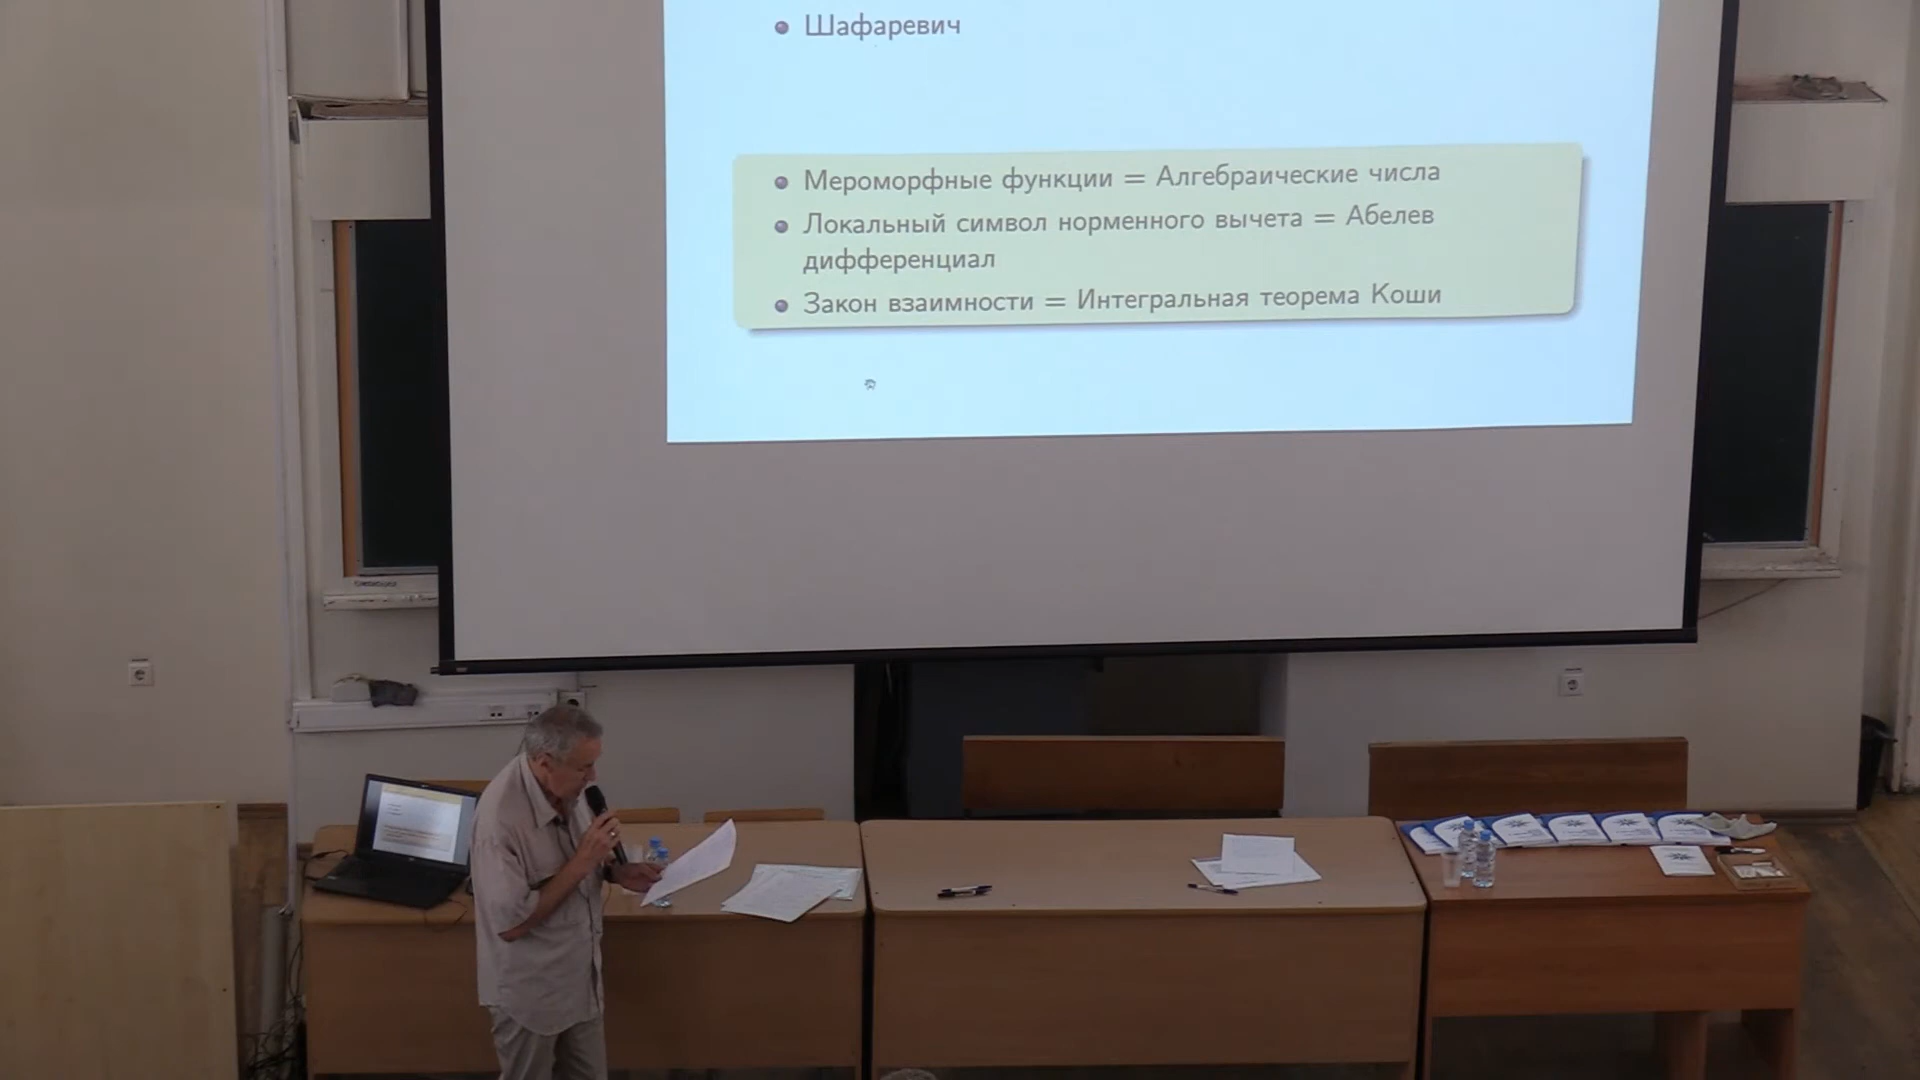 Шафаревич
Мероморфные функции = Алгебраические числа
Локальный символ норменного вычета = Абелев
дифференциал
Закон взаимности = Интегральная теорема Коши